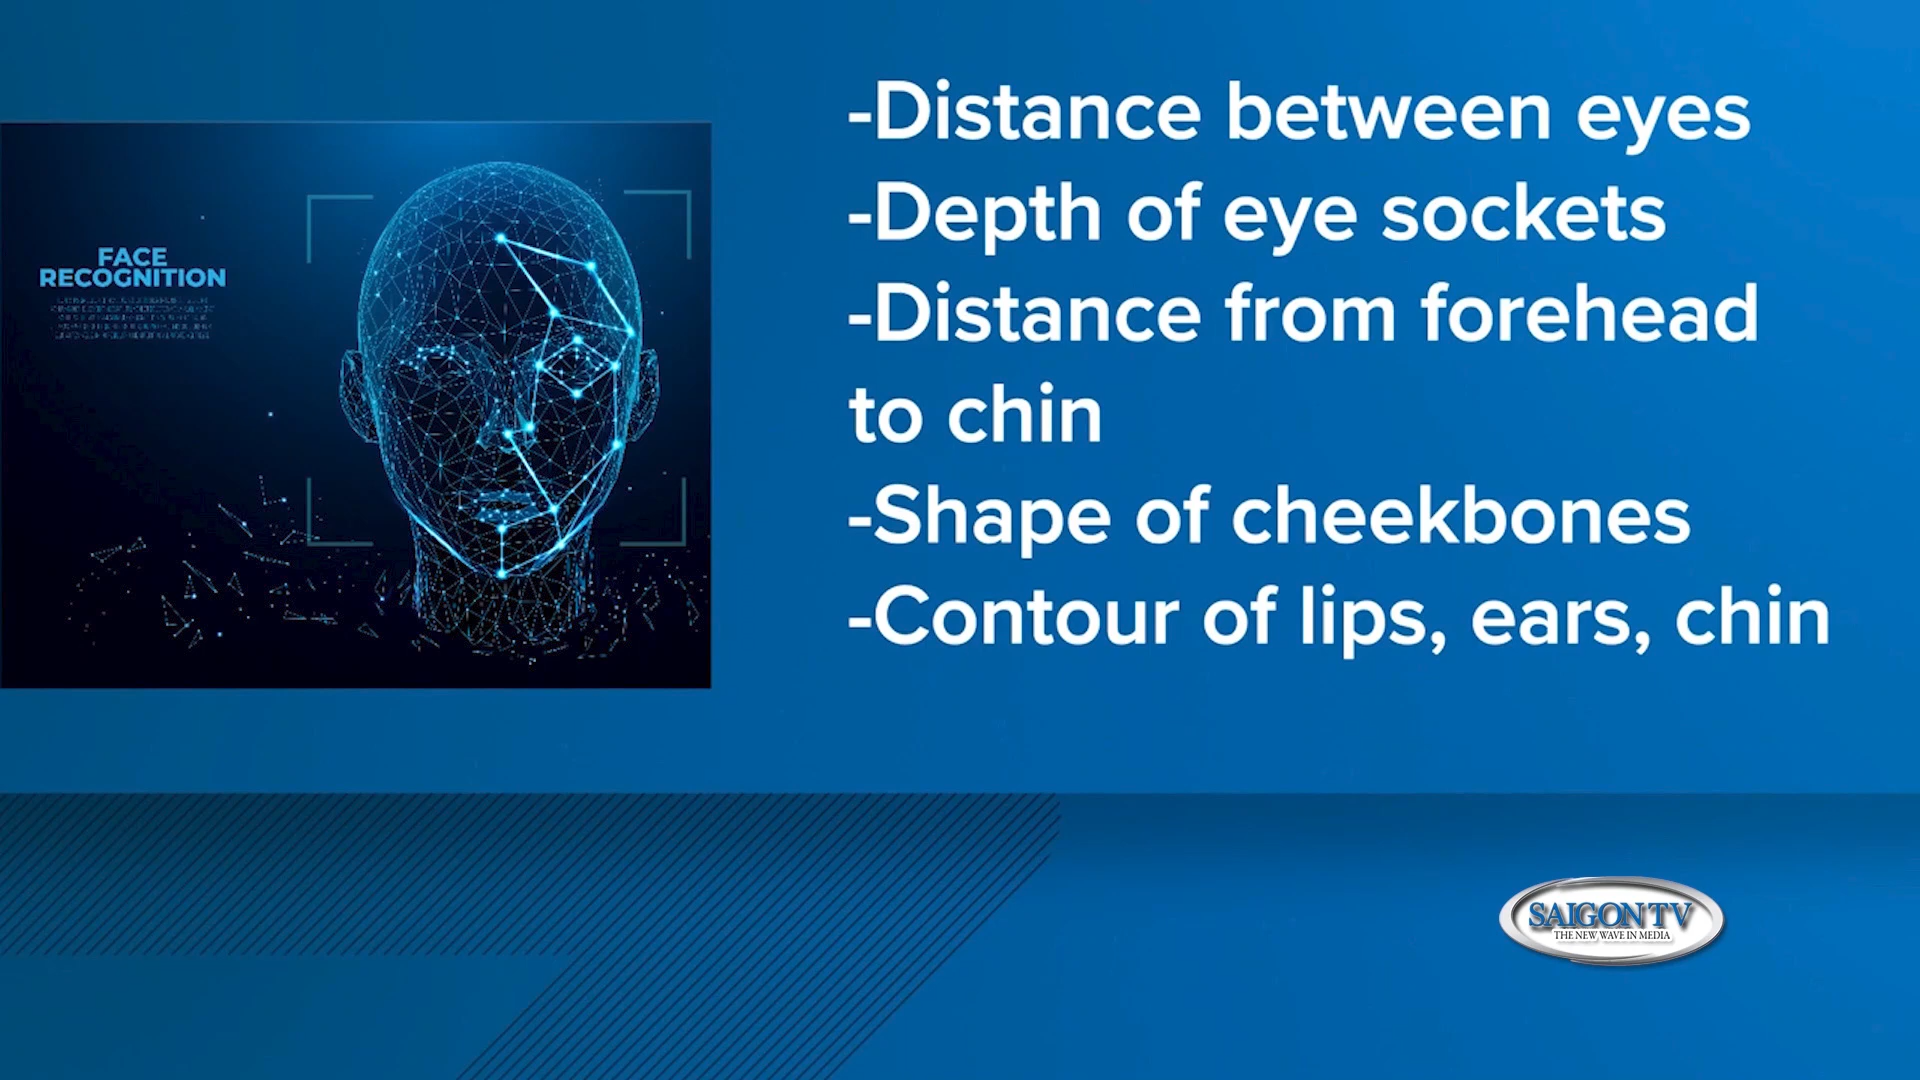 FACE
RECOGNITION
-Distance between eyes
-Depth of eye sockets
-Distance from forehead
to chin
-Shape of cheekbones
-Contour of lips, ears, chin
SAIGON TV
THE NEW WAVE IN MEDIA